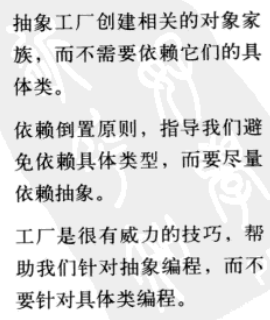 抽象工厂创建相关的对象家
族，而不需要依赖它们的具
体类。
依赖倒置原则，指导我们避
免依赖具体类型，而要尽量
依赖抽象。
工厂是很有威力的技巧，帮
助我们针对抽象编程，而不
要针对具体类编程。